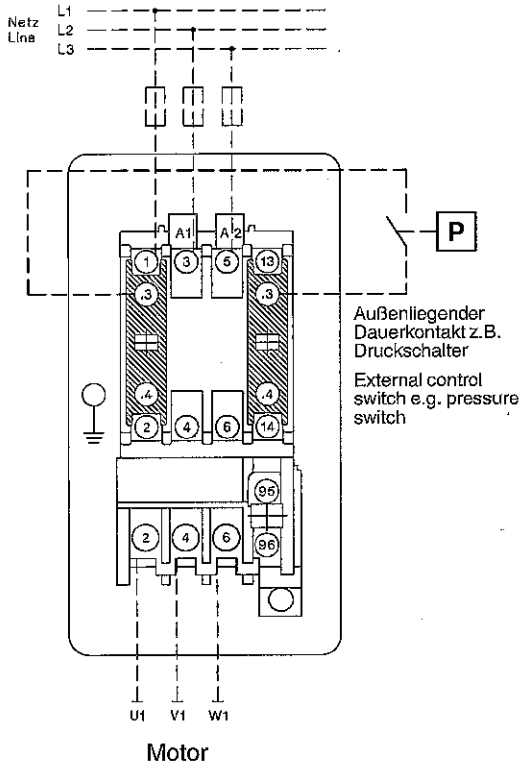 L1
Netz L2
Line
L3
A1 A2
1 3 5 13
.3 .3
P
Außenliegender
Dauerkontakt z.B.
Druckschalter
External control
switch e.g. pressure
switch
.4 .4
2 4 6 14
95
2 4 6
96
U1 V1 W1
Motor